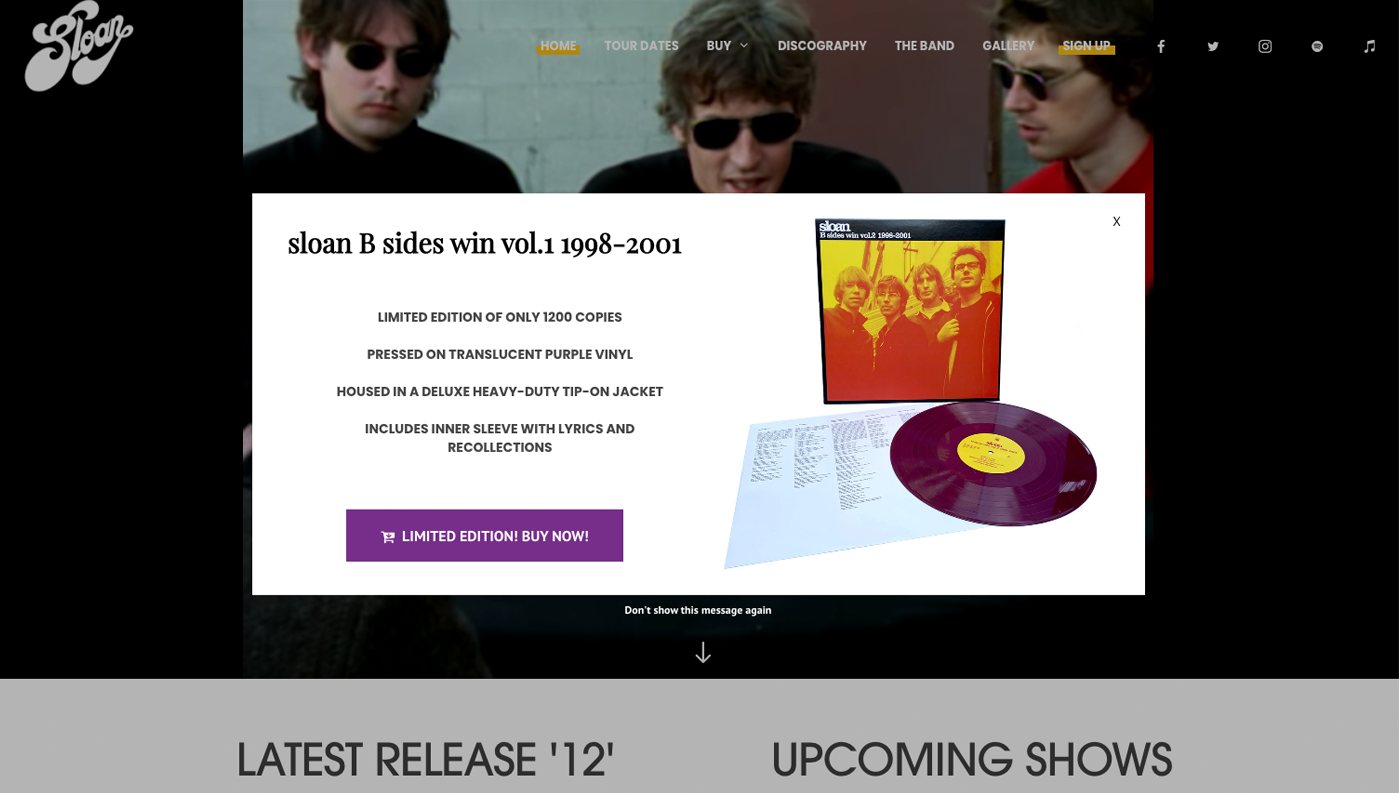 Sloan
HOME TOUR DATES BUY DISCOGRAPHY THE BAND GALLERY SIGN UP
X
sloan B sides win vol.1 1998-2001
LIMITED EDITION OF ONLY 1200 COPIES
PRESSED ON TRANSLUCENT PURPLE VINYL
HOUSED IN A DELUXE HEAVY-DUTY TIP-ON JACKET
INCLUDES INNER SLEEVE WITH LYRICS AND
RECOLLECTIONS
LIMITED EDITION! BUY NOW!
sloan
B sides win vol.2 1998-2001
Don't show this message again
LATEST RELEASE '12'
UPCOMING SHOWS